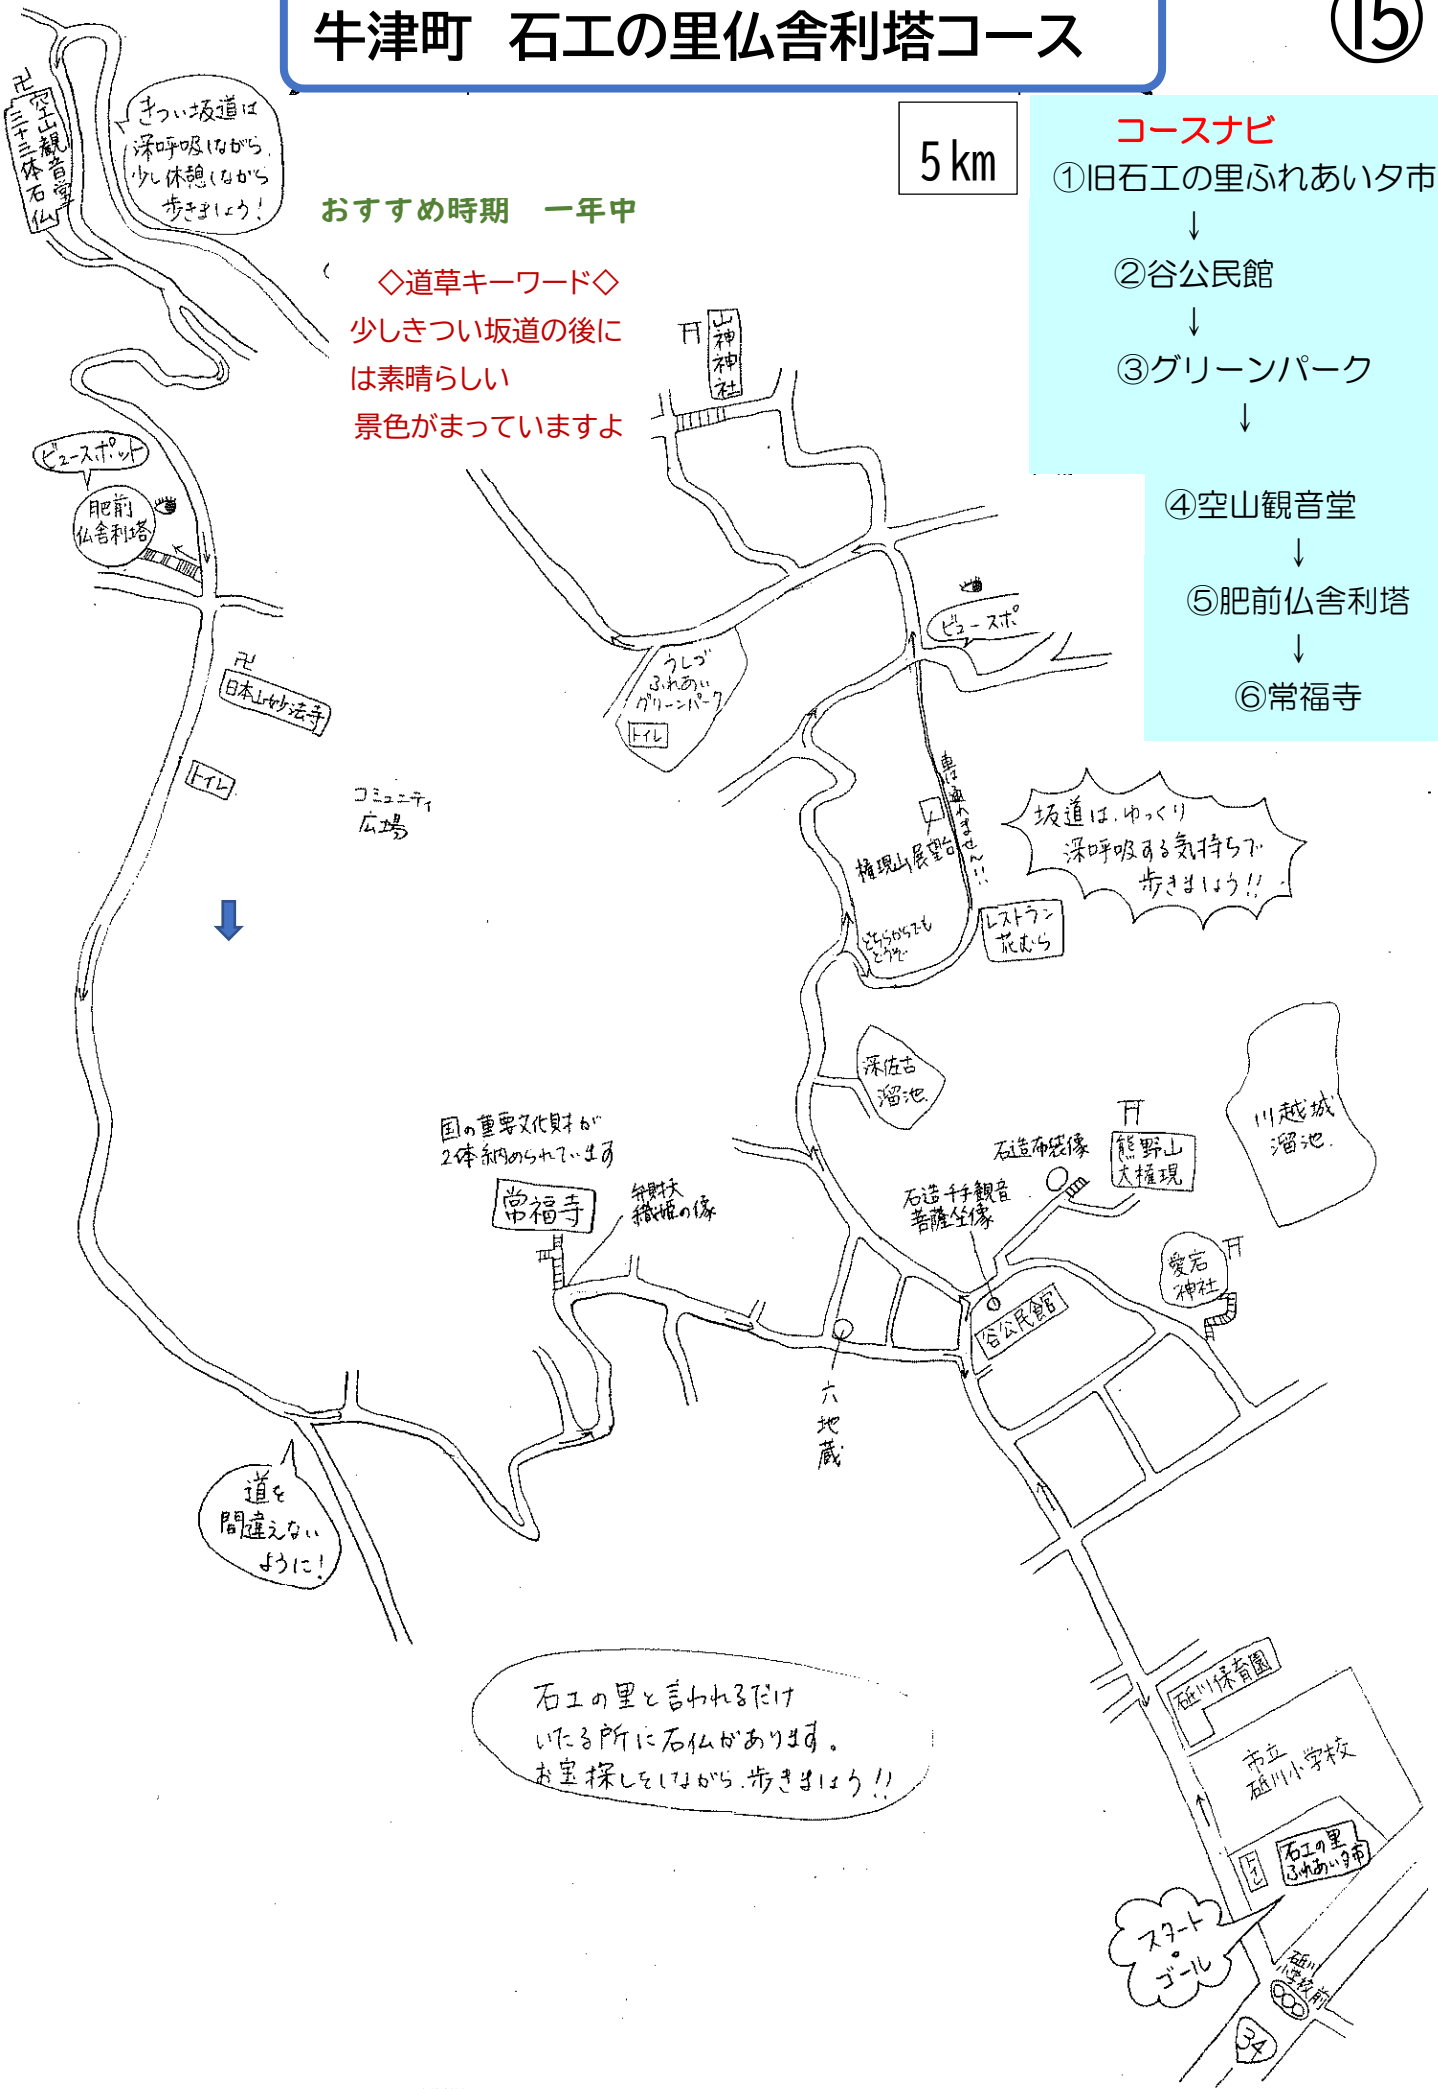 牛津町 石工の里仏舎利塔コース
⑮
5km
コースナビ
①旧石工の里ふれあい夕市
↓
②谷公民館
↓
③グリーンパーク
↓
④空山観音堂
↓
⑤肥前仏舎利塔
↓
⑥常福寺
おすすめ時期 一年中
◇道草キーワード◇
少しきつい坂道の後に
は素晴らしい
景色がまっていますよ
卍
空山観音堂
三十三体石仏
きつい坂道は
深呼吸しながら、
少し休憩しながら
歩きましょう!
山神神社
ビュースポット
肥前
仏舎利塔
卍
日本山妙法寺
トイレ
コミュニティ
広場
うしづ
ふれあい
グリーンパーク
トイレ
ビュースポ
車は通れません!!
権現山展望台
坂道は、ゆっくり
深呼吸する気持ちで
歩きましょう!!
どちらからでも
どうぞ
レストラン
花むら
深佐古
溜池
川越城
溜池
国の重要文化財が
2体納められています
常福寺
弁財天
織姫の像
石造布袋像
熊野山
大権現
石造千手観音
菩薩坐像
愛宕
神社
谷公民館
六地蔵
道を
間違えない
ように!
石工の里と言われるだけ
いたる所に石仏があります。
お宝探しをしながら、歩きましょう!!
砥川保育園
市立
砥川小学校
トイレ
石工の里
ふれあい夕市
スタート
・
ゴール
砥川
小学校前
34